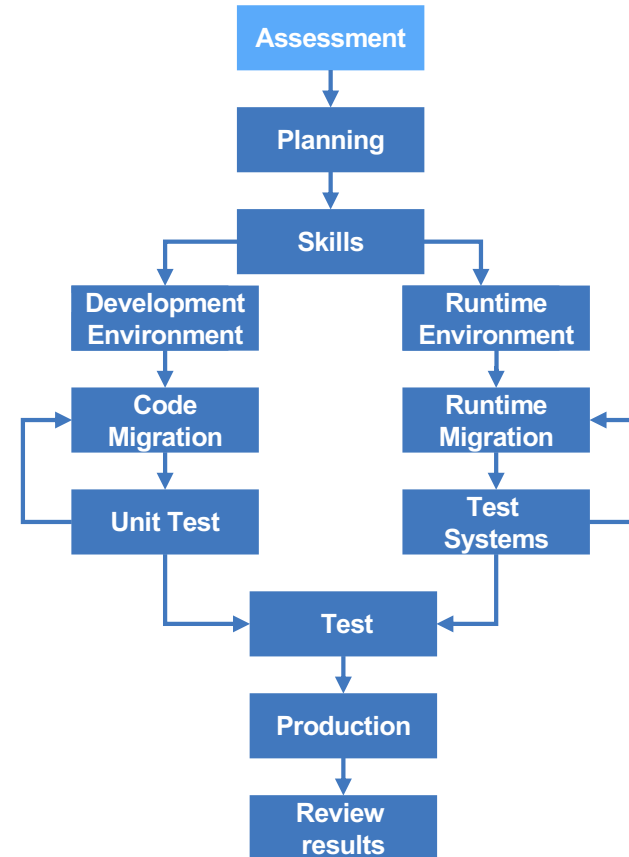 Assessment
Planning
Skills
Development
Environment
Runtime
Environment
Code
Migration
Runtime
Migration
Unit Test
Test
Systems
Test
Production
Review
results